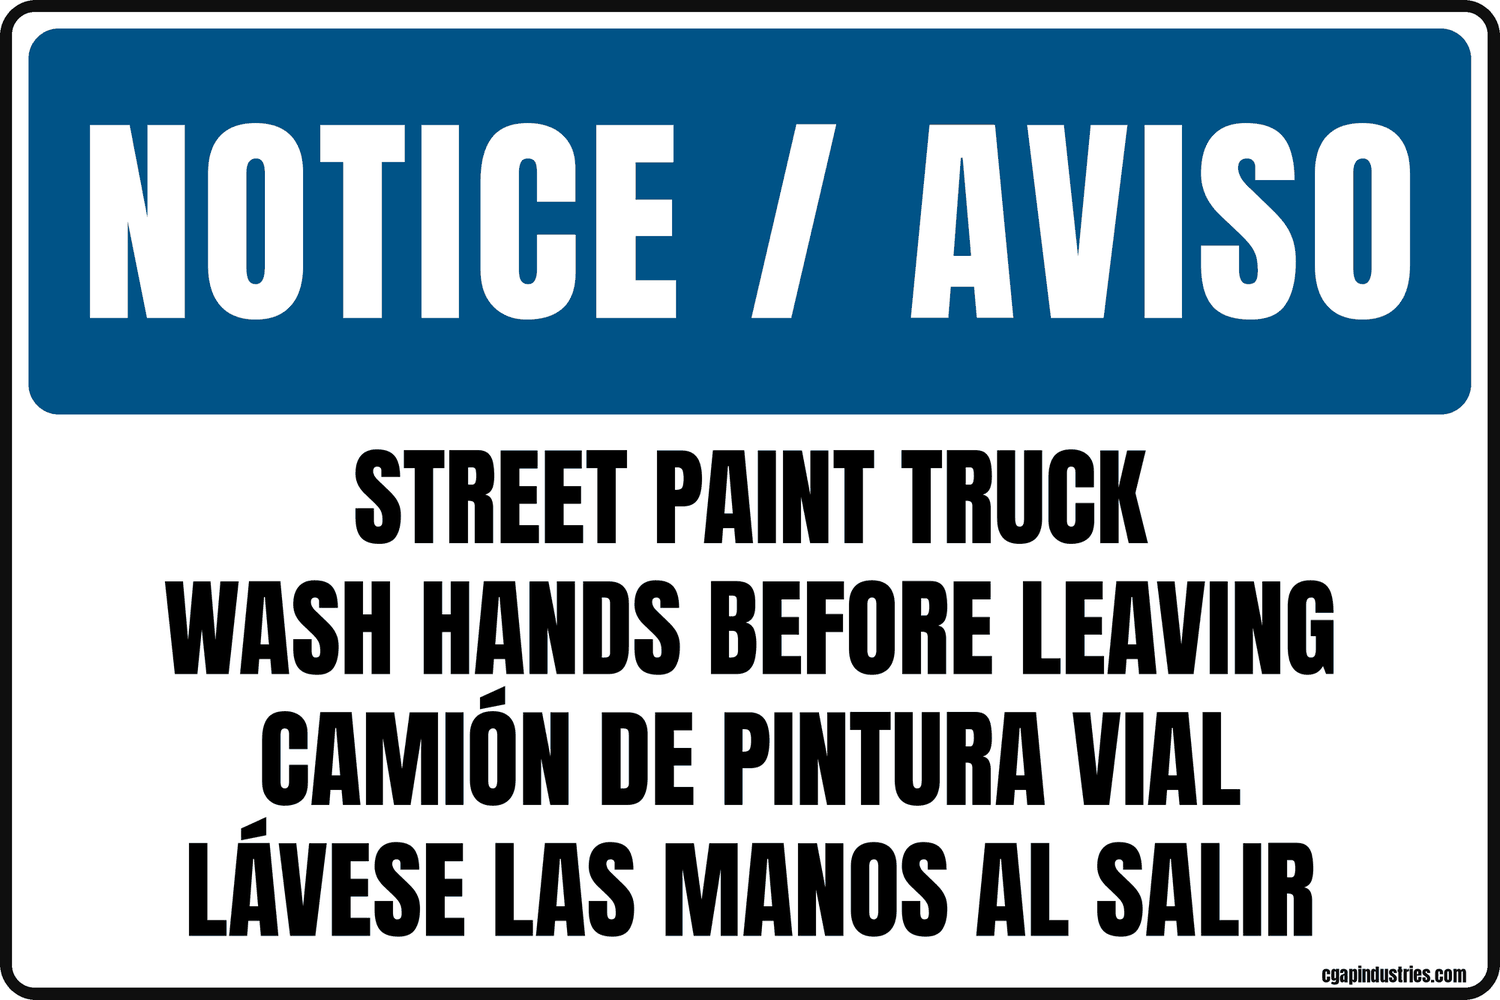 NOTICE / AVISO
STREET PAINT TRUCK
WASH HANDS BEFORE LEAVING
CAMIÓN DE PINTURA VIAL
LÁVESE LAS MANOS AL SALIR
cgapindustries.com